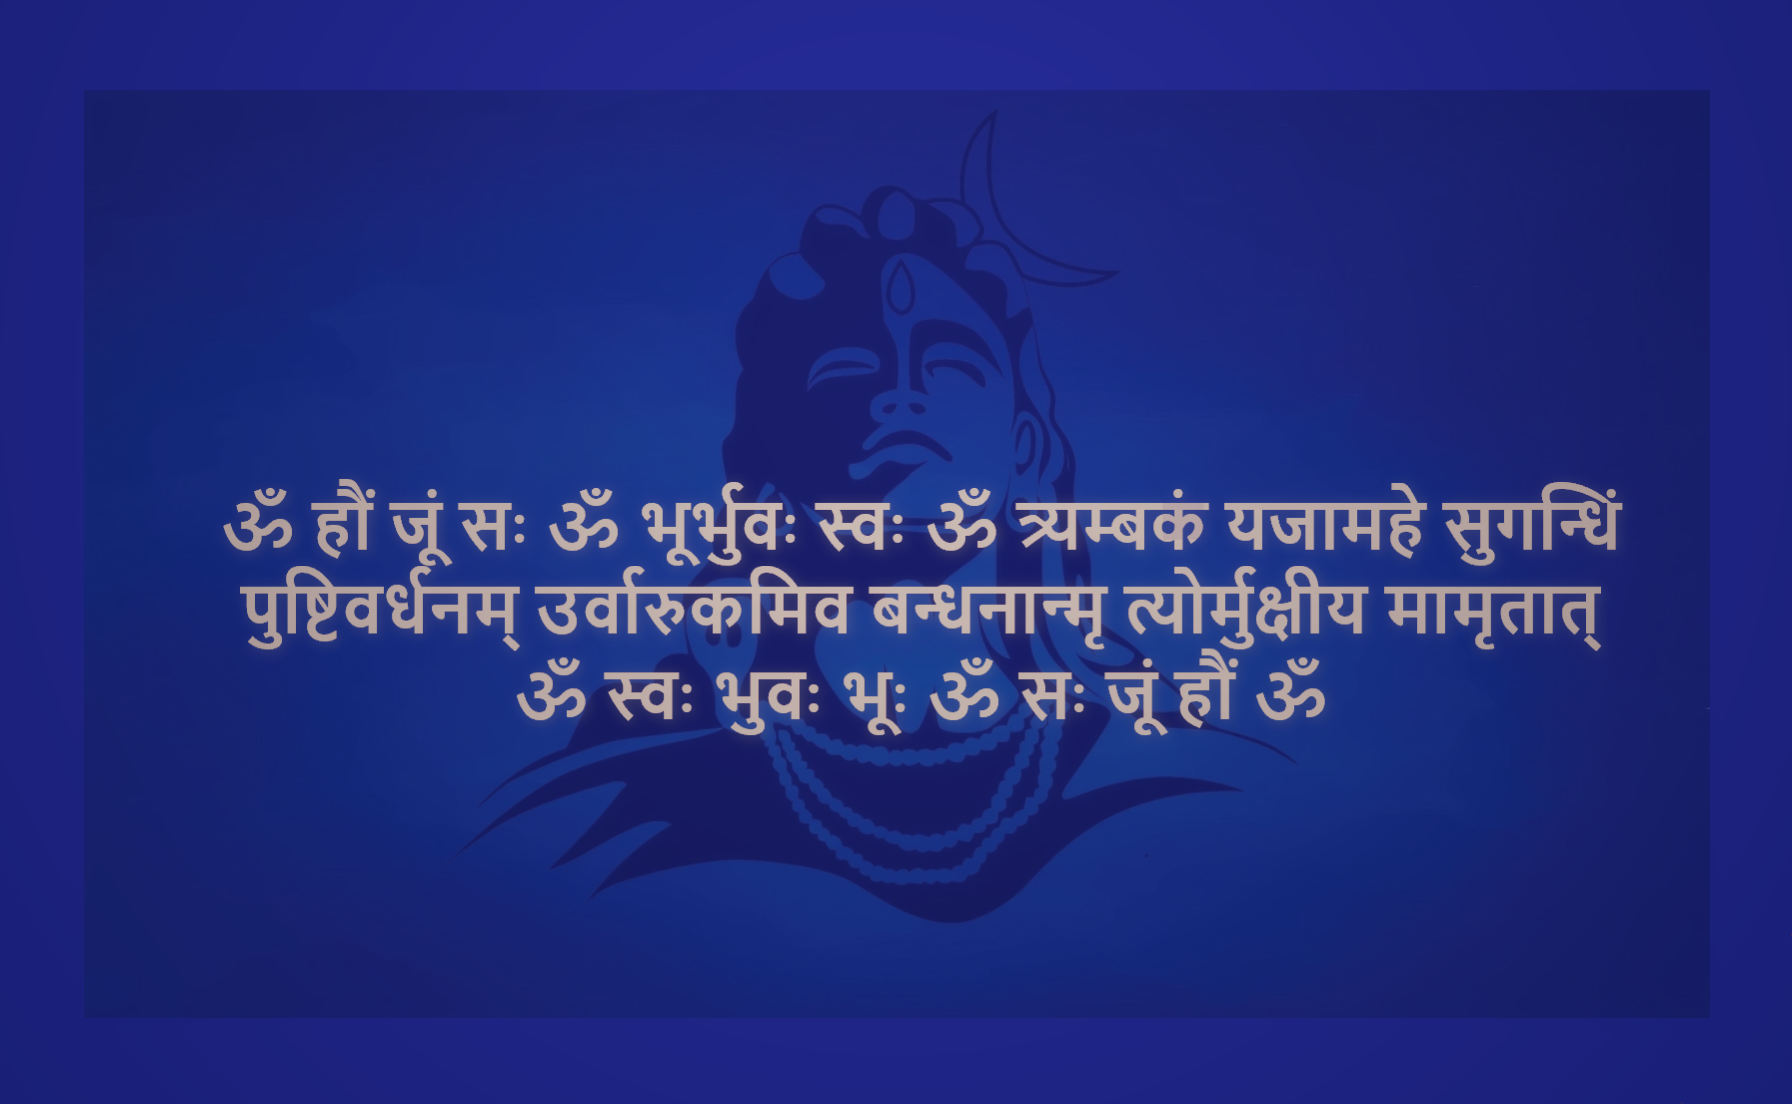 ॐ हौं जूं सः ॐ भूर्भुवः स्वः ॐ त्र्यम्बकं यजामहे सुगन्धिं
पुष्टिवर्धनम् उर्वारुकमिव बन्धनान्मृ त्योर्मुक्षीय मामृतात्
ॐ स्वः भुवः भूः ॐ सः जूं हौं ॐ